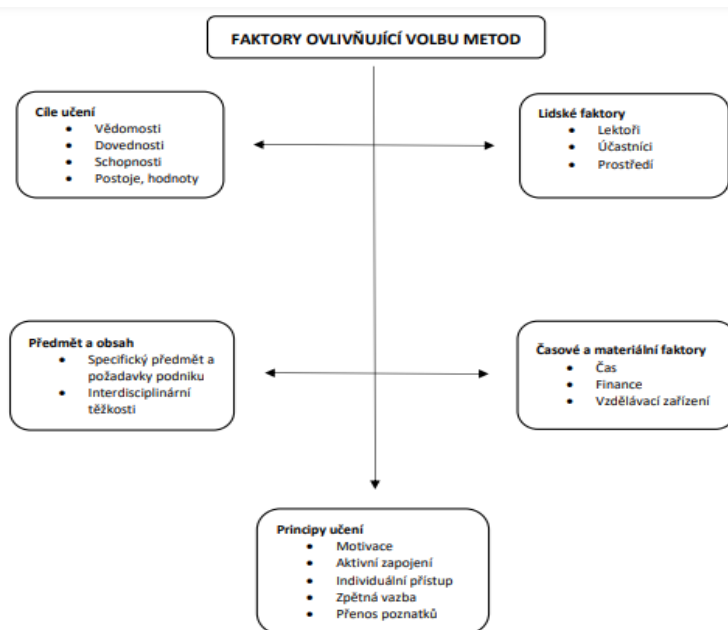 FAKTORY OVLIVŇUJÍCÍ VOLBU METOD
Cíle učení
• Vědomosti
• Dovednosti
• Schopnosti
• Postoje, hodnoty
Lidské faktory
• Lektoři
• Účastníci
• Prostředí
Předmět a obsah
• Specifický předmět a
požadavky podniku
• Interdisciplinární
těžkosti
Časové a materiální faktory
• Čas
• Finance
• Vzdělávací zařízení
Principy učení
• Motivace
• Aktivní zapojení
• Individuální přístup
• Zpětná vazba
• Přenos poznatků